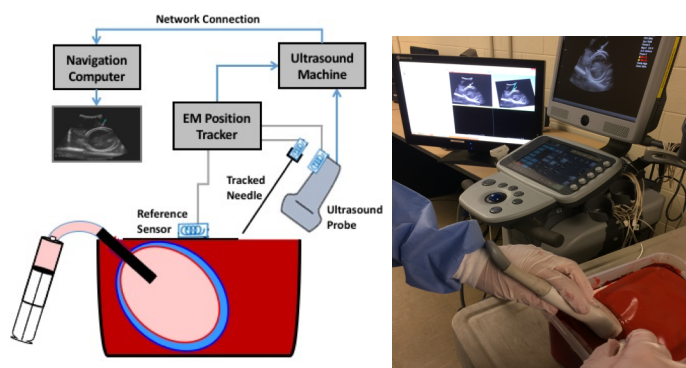 Network Connection
Navigation
Computer
Ultrasound
Machine
EM Position
Tracker
Tracked
Needle
Reference
Sensor
Ultrasound
Probe